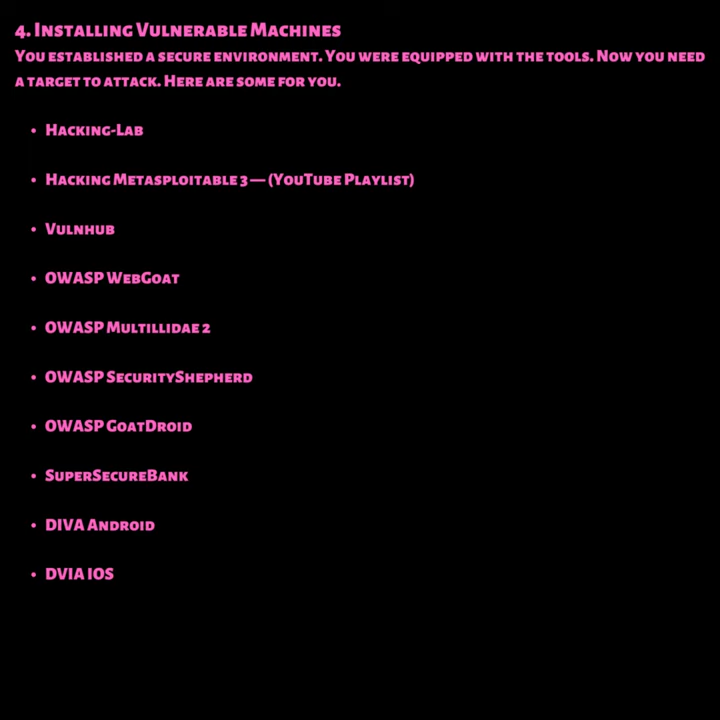 4. Installing Vulnerable Machines
You established a secure environment. You were equipped with the tools. Now you need
a target to attack. Here are some for you.
• Hacking-Lab
• Hacking Metasploitable 3 — (YouTube Playlist)
• Vulnhub
• OWASP WebGoat
• OWASP Multillidae 2
• OWASP SecurityShepherd
• OWASP GoatDroid
• SuperSecureBank
• DIVA Android
• DVIA IOS